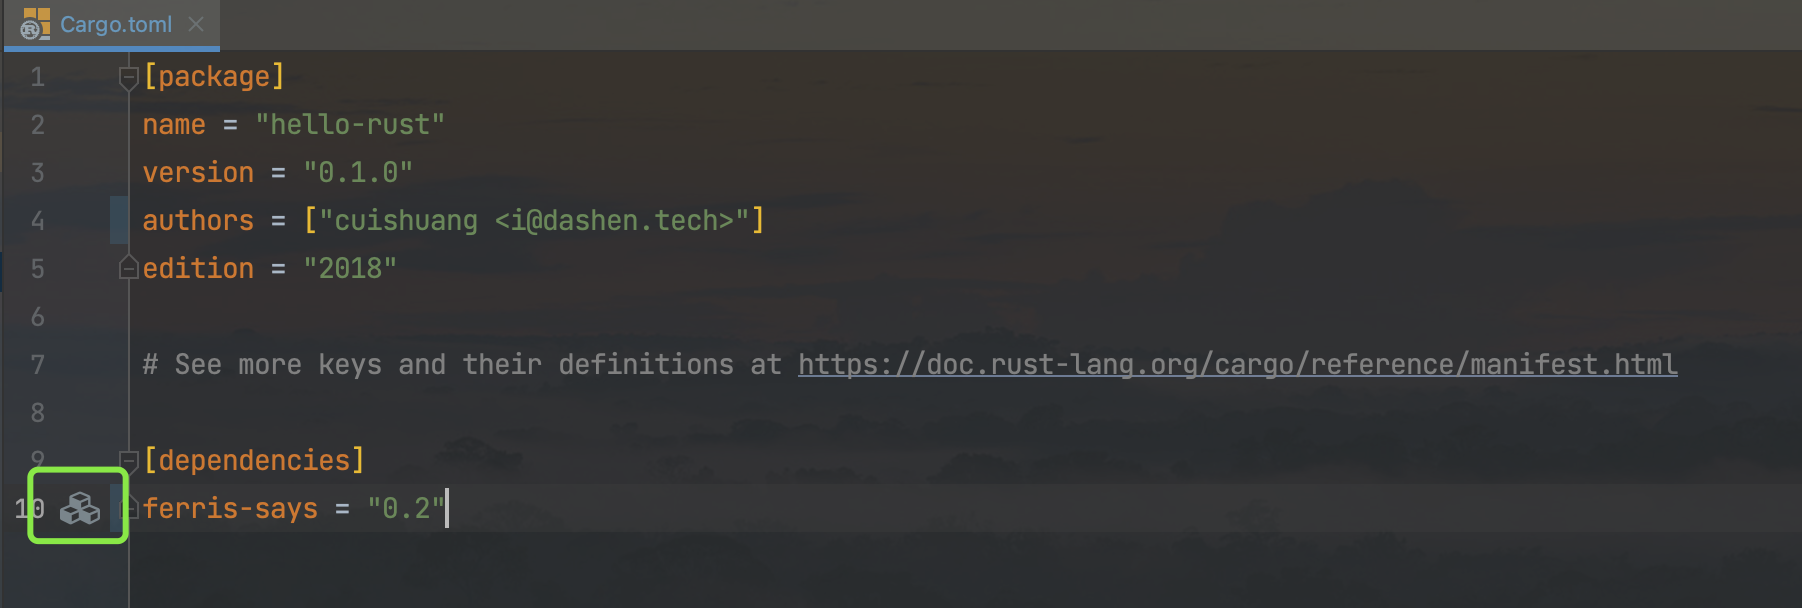 Cargo.toml
1 [package]
2 name = "hello-rust"
3 version = "0.1.0"
4 authors = ["cuishuang <i@dashen.tech>"]
5 edition = "2018"
6
7 # See more keys and their definitions at https://doc.rust-lang.org/cargo/reference/manifest.html
8
9 [dependencies]
10 ferris-says = "0.2"